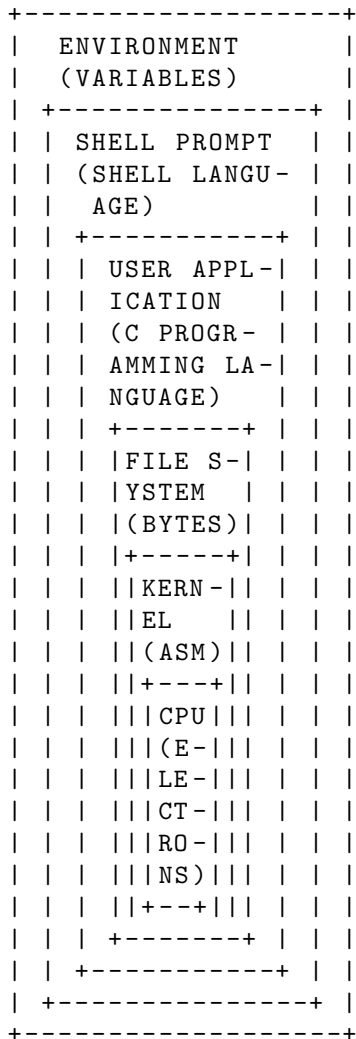 +-------------------+
|  ENVIRONMENT      |
|  (VARIABLES)      |
| +---------------+ |
| | SHELL PROMPT  | |
| | (SHELL LANGU- | |
| |  AGE)         | |
| | +-----------+ | |
| | | USER APPL-| | |
| | | ICATION   | | |
| | | (C PROGR- | | |
| | | AMMING LA-| | |
| | | NGUAGE)   | | |
| | | +-------+ | | |
| | | |FILE S-| | | |
| | | |YSTEM  | | | |
| | | |(BYTES)| | | |
| | | |+-----+| | | |
| | | ||KERN-|| | | |
| | | ||EL   || | | |
| | | ||(ASM)|| | | |
| | | ||+---+|| | | |
| | | |||CPU||| | | |
| | | |||(E-||| | | |
| | | |||LE-||| | | |
| | | |||CT-||| | | |
| | | |||RO-||| | | |
| | | |||NS)||| | | |
| | | ||+--+||| | | |
| | | +-------+ | | |
| | +-----------+ | |
| +---------------+ |
+-------------------+